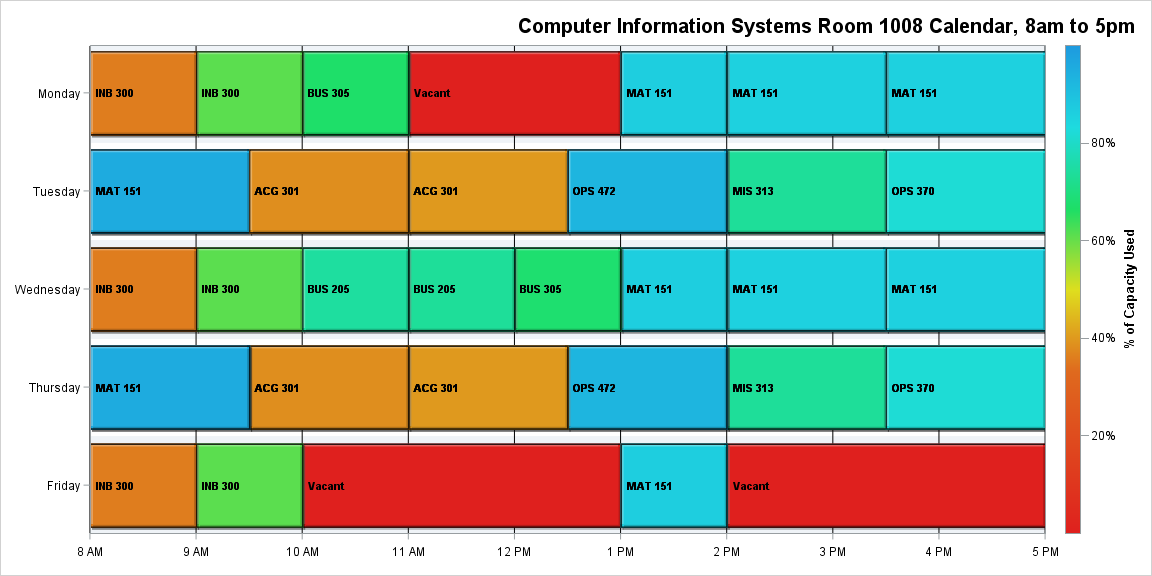 Computer Information Systems Room 1008 Calendar, 8am to 5pm
Monday
INB 300
INB 300
BUS 305
Vacant
MAT 151
MAT 151
MAT 151
Tuesday
MAT 151
ACG 301
ACG 301
OPS 472
MIS 313
OPS 370
Wednesday
INB 300
INB 300
BUS 205
BUS 205
BUS 305
MAT 151
MAT 151
MAT 151
Thursday
MAT 151
ACG 301
ACG 301
OPS 472
MIS 313
OPS 370
Friday
INB 300
INB 300
Vacant
MAT 151
Vacant
8 AM
9 AM
10 AM
11 AM
12 PM
1 PM
2 PM
3 PM
4 PM
5 PM
80%
60%
40%
20%
% of Capacity Used